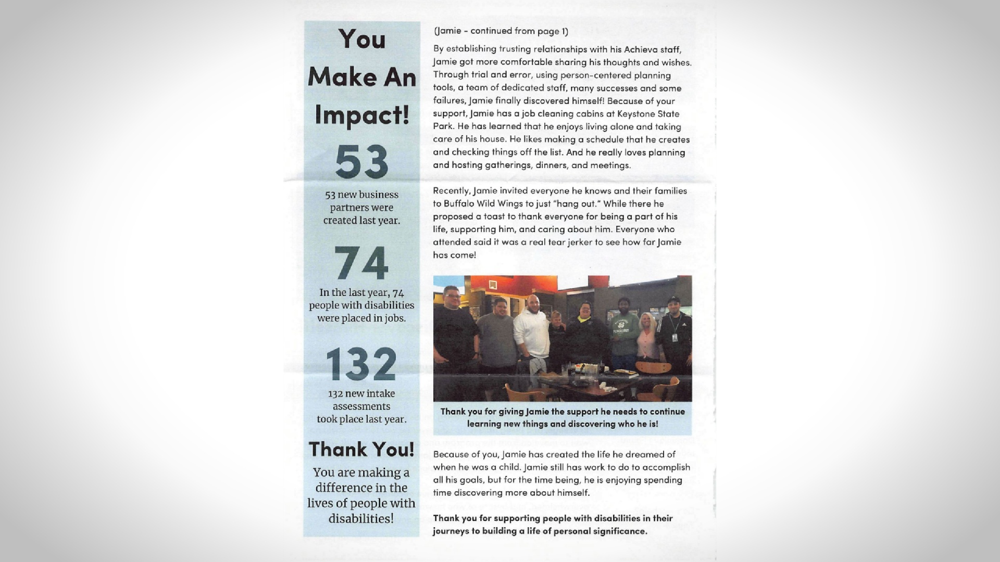 You
Make An
Impact!
53
53 new business
partners were
created last year.
74
In the last year, 74
people with disabilities
were placed in jobs.
132
132 new intake
assessments
took place last year.
Thank You!
You are making a
difference in the
lives of people with
disabilities!
(Jamie - continued from page 1)
By establishing trusting relationships with his Achieva staff,
Jamie got more comfortable sharing his thoughts and wishes.
Through trial and error, using person-centered planning
tools, a team of dedicated staff, many successes and some
failures, Jamie finally discovered himself! Because of your
support, Jamie has a job cleaning cabins at Keystone State
Park. He has learned that he enjoys living alone and taking
care of his house. He likes making a schedule that he creates
and checking things off the list. And he really loves planning
and hosting gatherings, dinners, and meetings.
Recently, Jamie invited everyone he knows and their families
to Buffalo Wild Wings to just "hang out." While there he
proposed a toast to thank everyone for being a part of his
life, supporting him, and caring about him. Everyone who
attended said it was a real tear jerker to see how far Jamie
has come!
PENGUINS
Thank you for giving Jamie the support he needs to continue
learning new things and discovering who he is!
Because of you, Jamie has created the life he dreamed of
when he was a child. Jamie still has work to do to accomplish
all his goals, but for the time being, he is enjoying spending
time discovering more about himself.
Thank you for supporting people with disabilities in their
journeys to building a life of personal significance.